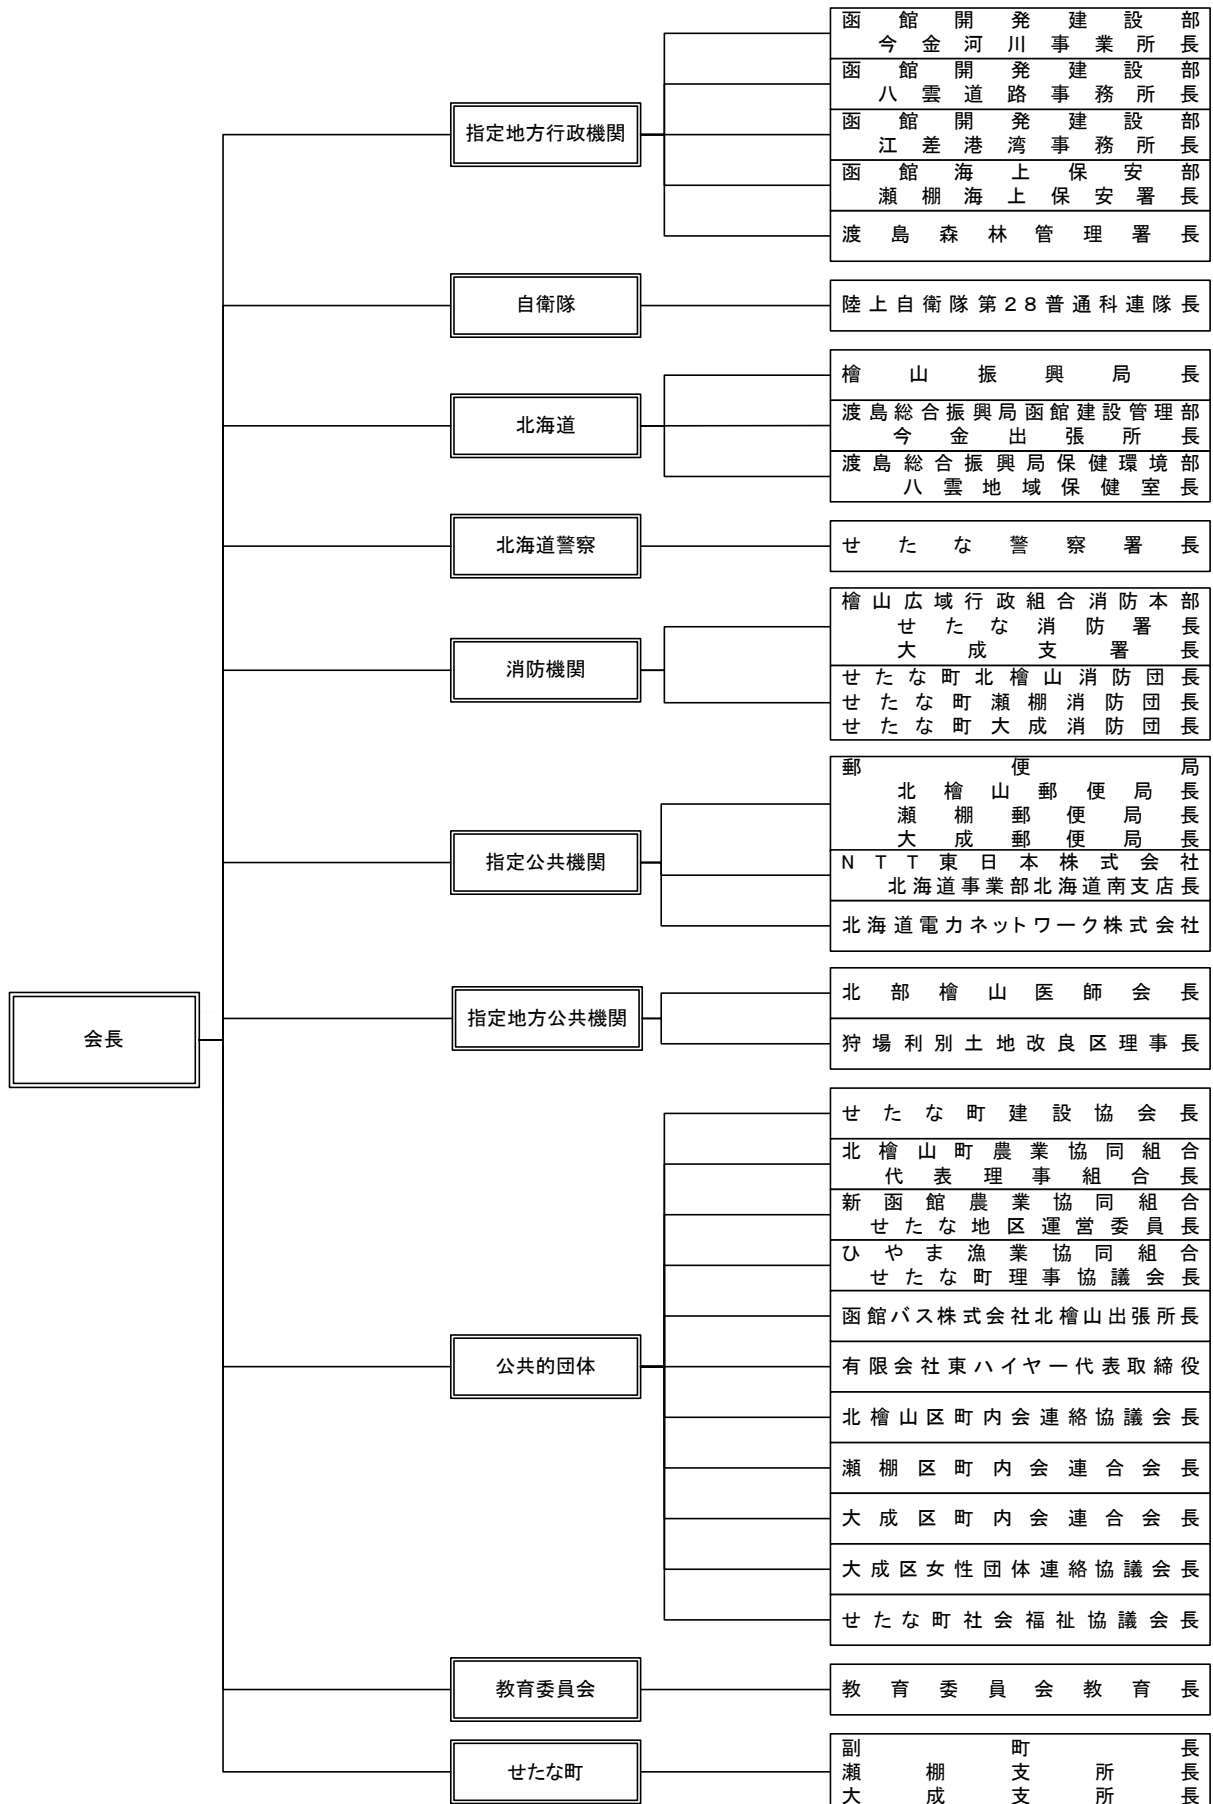 会長
指定地方行政機関
函館開発建設部
今金河川事業所長
函館開発建設部
八雲道路事務所長
函館開発建設部
江差港湾事務所長
函館海上保安部
瀬棚海上保安署長
渡島森林管理署長
自衛隊
陸上自衛隊第28普通科連隊長
北海道
檜山振興局長
渡島総合振興局函館建設管理部
今金出張所長
渡島総合振興局保健環境部
八雲地域保健室長
北海道警察
せたな警察署長
消防機関
檜山広域行政組合消防本部
せたな消防署長
大成支署長
せたな町北檜山消防団長
せたな町瀬棚消防団長
せたな町大成消防団長
指定公共機関
郵便局
北檜山郵便局長
瀬棚郵便局長
大成郵便局長
NTT東日本株式会社
北海道事業部北海道南支店長
北海道電力ネットワーク株式会社
指定地方公共機関
北部檜山医師会長
狩場利別土地改良区理事長
公共的団体
せたな町建設協会長
北檜山町農業協同組合
代表理事組合長
新函館農業協同組合
せたな地区運営委員長
ひやま漁業協同組合
せたな町理事協議会長
函館バス株式会社北檜山出張所長
有限会社東ハイヤー代表取締役
北檜山区町内会連絡協議会長
瀬棚区町内会連合会長
大成区町内会連合会長
大成区女性団体連絡協議会長
せたな町社会福祉協議会長
教育委員会
教育委員会教育長
せたな町
副町長
瀬棚支所長
大成支所長